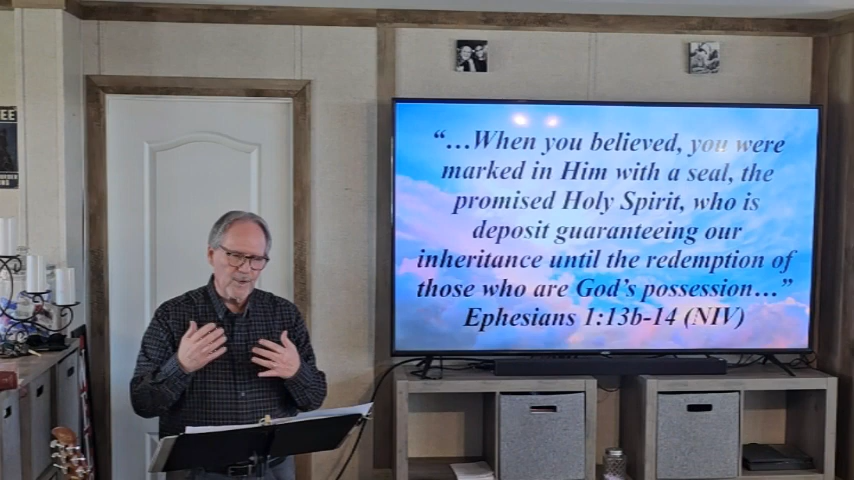 EE
“…When you believed, you were
marked in Him with a seal, the
promised Holy Spirit, who is
deposit guaranteeing our
inheritance until the redemption of
those who are God’s possession…”
Ephesians 1:13b-14 (NIV)